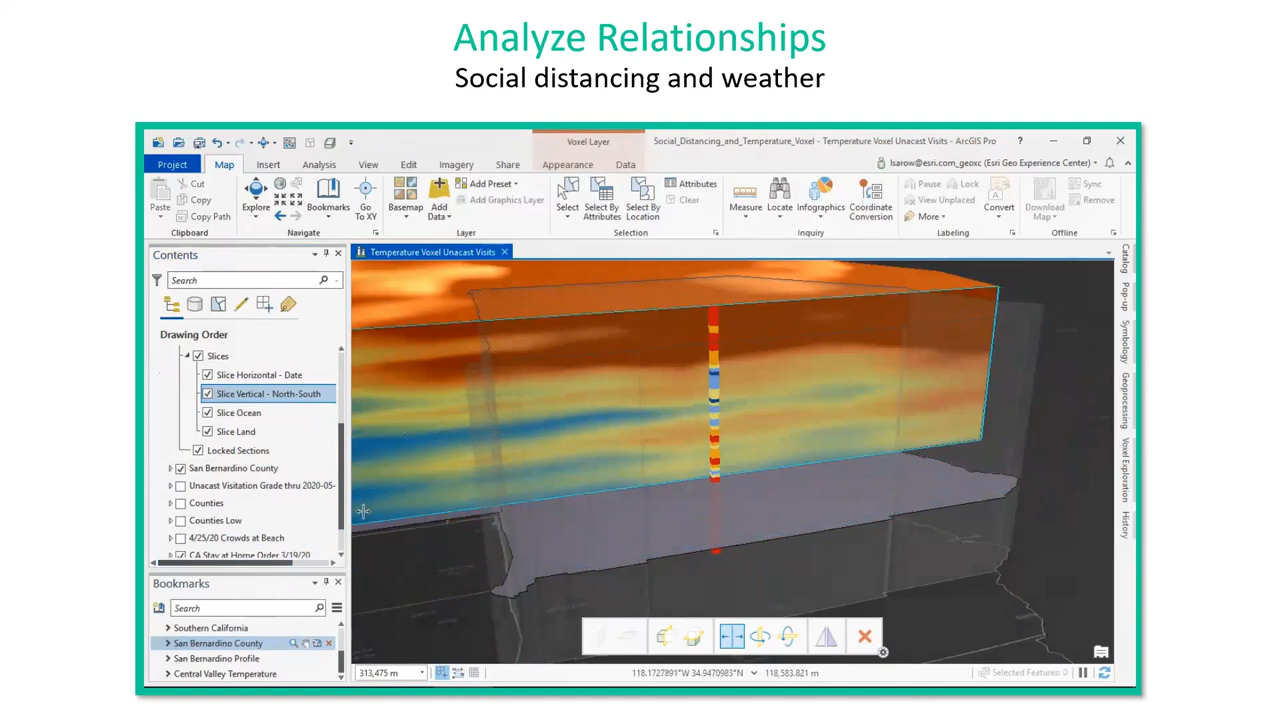 Analyze Relationships
Social distancing and weather
Voxel Layer
Social_Distancing_and_Temperature_Voxel - Temperature Voxel Unacast Visits - ArcGIS Pro
?
Project Map Insert Analysis View Edit Imagery Share Appearance Data
lsarow@esri.com_geoxc (Esri Geo Experience Center)
Paste
Cut
Copy
Copy Path
Clipboard
Explore
Bookmarks
Go To XY
Navigate
Basemap
Add Data
Add Preset
Add Graphics Layer
Layer
Select
Select By Attributes
Select By Location
Attributes
Clear
Selection
Measure
Locate
Infographics
Coordinate Conversion
Inquiry
Pause
Lock
View Unplaced
More
Convert
Labeling
Download Map
Sync
Remove
Offline
Contents
Search
Drawing Order
Slices
Slice Horizontal - Date
Slice Vertical - North-South
Slice Ocean
Slice Land
Locked Sections
San Bernardino County
Unacast Visitation Grade thru 2020-05-
Counties
Counties Low
4/25/20 Crowds at Beach
CA Stay at Home Order 3/19/20
Bookmarks
Search
Southern California
San Bernardino County
San Bernardino Profile
Central Valley Temperature
Temperature Voxel Unacast Visits
313,475 m
118.1727891°W 34.9470983°N
118,583.821 m
Selected Features: 0
Catalog
Pop-up
Symbology
Geoprocessing
Voxel Exploration
History